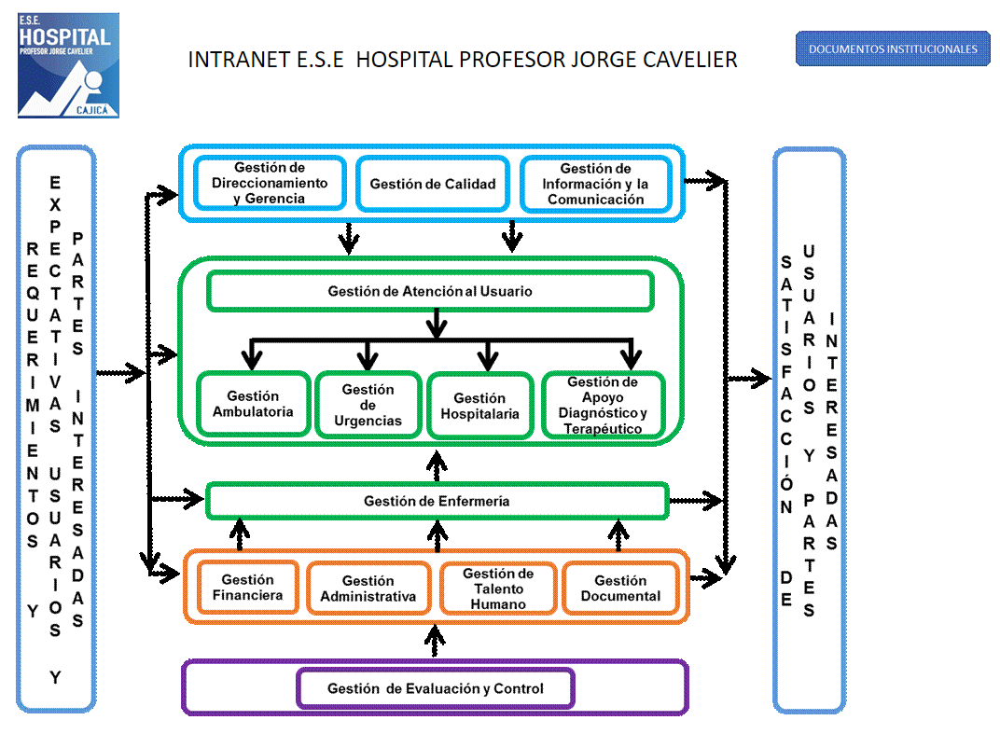 E.S.E.
HOSPITAL
PROFESOR JORGE CAVELIER
CAJICÁ
INTRANET E.S.E  HOSPITAL PROFESOR JORGE CAVELIER
DOCUMENTOS INSTITUCIONALES
REQUERIMIENTOS Y
EXPECTATIVAS USUARIOS Y
PARTES INTERESADAS
Gestión de
Direccionamiento
y Gerencia
Gestión de Calidad
Gestión de
Información y la
Comunicación
Gestión de Atención al Usuario
Gestión
Ambulatoria
Gestión
de
Urgencias
Gestión
Hospitalaria
Gestión de
Apoyo
Diagnóstico y
Terapéutico
Gestión de Enfermería
Gestión
Financiera
Gestión
Administrativa
Gestión de
Talento
Humano
Gestión
Documental
Gestión  de Evaluación y Control
SATISFACCIÓN DE
USUARIOS Y PARTES
INTERESADAS